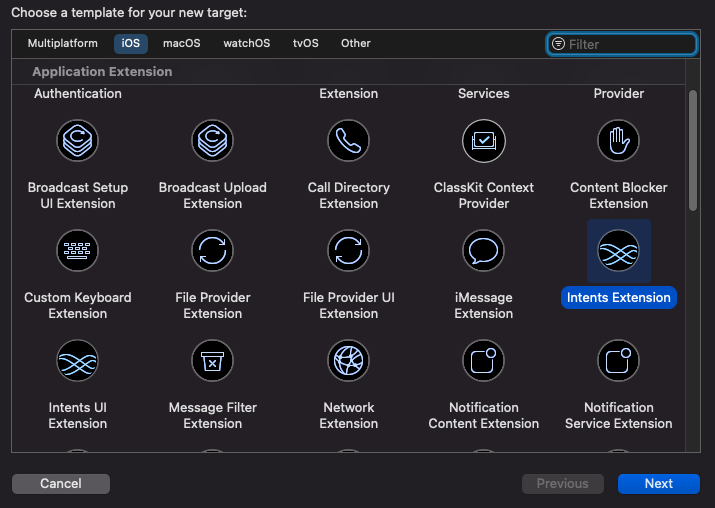 Choose a template for your new target:
Multiplatform iOS macOS watchOS tvOS Other Filter
Application Extension
Authentication Extension Services Provider
Broadcast Setup Broadcast Upload Call Directory ClassKit Context Content Blocker
UI Extension Extension Extension Provider Extension
Custom Keyboard File Provider File Provider UI iMessage Intents Extension
Extension Extension Extension Extension
Intents UI Message Filter Network Notification Notification
Extension Extension Extension Content Extension Service Extension
Cancel Previous Next